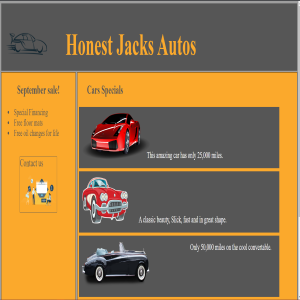 Honest Jacks Autos
September sale!
Special Financing
Free floor mats
Free oil changes for life
Contact us
Cars Specials
This amazing car has only 25,000 miles.
A classic beauty, Slick, fast and in great shape.
Only 50,000 miles on the cool convertable.